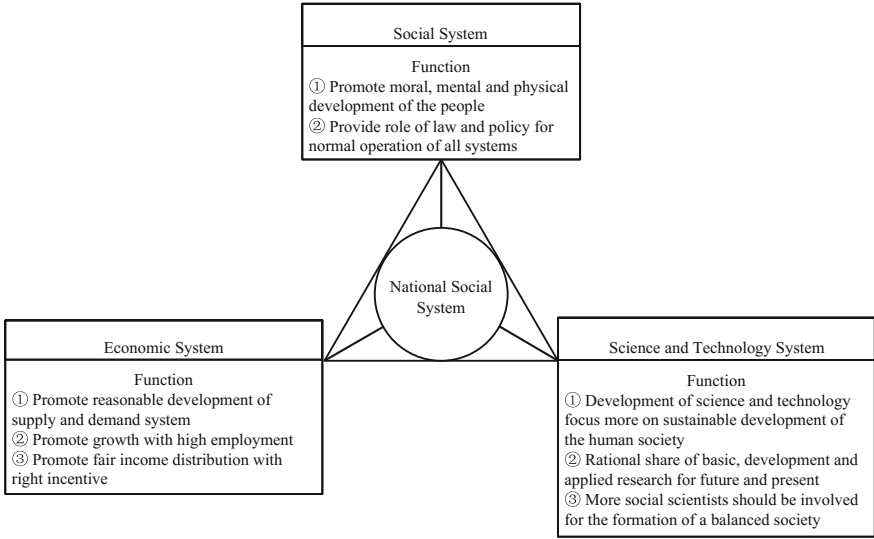 Social System
Function
① Promote moral, mental and physical
development of the people
② Provide role of law and policy for
normal operation of all systems
National Social
System
Economic System
Function
① Promote reasonable development of
supply and demand system
② Promote growth with high employment
③ Promote fair income distribution with
right incentive
Science and Technology System
Function
① Development of science and technology
focus more on sustainable development of
the human society
② Rational share of basic, development and
applied research for future and present
③ More social scientists should be involved
for the formation of a balanced society